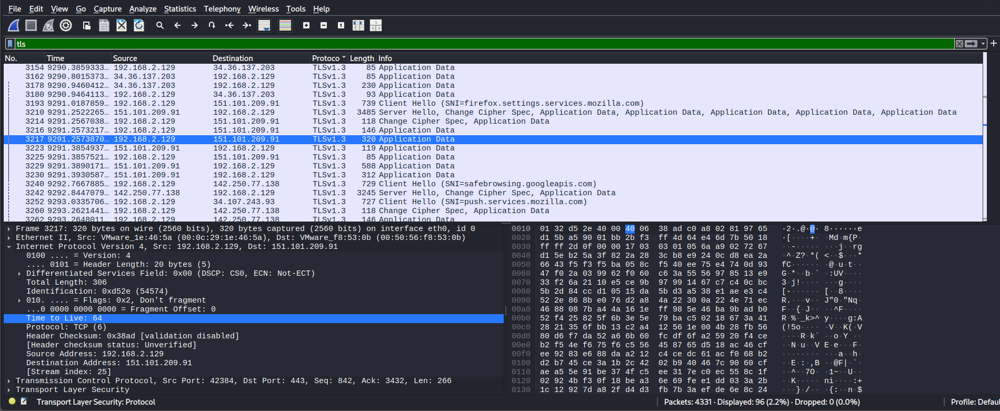 File Edit View Go Capture Analyze Statistics Telephony Wireless Tools Help
tls
No. Time Source Destination Protoco Length Info
3154 9290.3859333… 192.168.2.129 34.36.137.203 TLSv1.3 85 Application Data
3162 9290.8015373… 34.36.137.203 192.168.2.129 TLSv1.3 85 Application Data
3178 9290.9460412… 34.36.137.203 192.168.2.129 TLSv1.3 230 Application Data
3180 9290.9464113… 192.168.2.129 34.36.137.203 TLSv1.3 93 Application Data
3193 9291.0187859… 192.168.2.129 151.101.209.91 TLSv1.3 739 Client Hello (SNI=firefox.settings.services.mozilla.com)
3210 9291.2522265… 151.101.209.91 192.168.2.129 TLSv1.3 3485 Server Hello, Change Cipher Spec, Application Data, Application Data, Application Data, Application Data, Application Data
3214 9291.2567038… 192.168.2.129 151.101.209.91 TLSv1.3 118 Change Cipher Spec, Application Data
3216 9291.2573217… 192.168.2.129 151.101.209.91 TLSv1.3 146 Application Data
3217 9291.2573870… 192.168.2.129 151.101.209.91 TLSv1.3 320 Application Data
3223 9291.3854937… 151.101.209.91 192.168.2.129 TLSv1.3 119 Application Data
3225 9291.3857521… 151.101.209.91 192.168.2.129 TLSv1.3 85 Application Data
3229 9291.3890171… 151.101.209.91 192.168.2.129 TLSv1.3 588 Application Data
3230 9291.3930587… 151.101.209.91 192.168.2.129 TLSv1.3 312 Application Data
3240 9292.7667885… 192.168.2.129 142.250.77.138 TLSv1.3 729 Client Hello (SNI=safebrowsing.googleapis.com)
3242 9292.8447079… 142.250.77.138 192.168.2.129 TLSv1.3 3245 Server Hello, Change Cipher Spec, Application Data
3252 9293.0335706… 192.168.2.129 34.107.243.93 TLSv1.3 727 Client Hello (SNI=push.services.mozilla.com)
3260 9293.2621441… 192.168.2.129 142.250.77.138 TLSv1.3 118 Change Cipher Spec, Application Data
3262 9293.2648011… 192.168.2.129 142.250.77.138 TLSv1.3 146 Application Data
Frame 3217: 320 bytes on wire (2560 bits), 320 bytes captured (2560 bits) on interface eth0, id 0
Ethernet II, Src: VMware_1e:46:5a (00:0c:29:1e:46:5a), Dst: VMware_f8:53:0b (00:50:56:f8:53:0b)
Internet Protocol Version 4, Src: 192.168.2.129, Dst: 151.101.209.91
0100 .... = Version: 4
.... 0101 = Header Length: 20 bytes (5)
Differentiated Services Field: 0x00 (DSCP: CS0, ECN: Not-ECT)
Total Length: 306
Identification: 0xd52e (54574)
010. .... = Flags: 0x2, Don't fragment
...0 0000 0000 0000 = Fragment Offset: 0
Time to Live: 64
Protocol: TCP (6)
Header Checksum: 0x38ad [validation disabled]
[Header checksum status: Unverified]
Source Address: 192.168.2.129
Destination Address: 151.101.209.91
[Stream index: 25]
Transmission Control Protocol, Src Port: 42384, Dst Port: 443, Seq: 842, Ack: 3432, Len: 266
Transport Layer Security
0010 01 32 d5 2e 40 00 40 06 38 ad c0 a8 02 81 97 65 ·2·.@·@· 8······e
0020 d1 5b a5 90 01 bb 2b f3 ff 4d 64 e4 6d 7b 50 18 ·[····+· ·Md·m{P·
0030 ff ff 2d 0f 00 00 17 03 03 01 05 6a a9 02 72 67 ··-····· ···j··rg
0040 d1 5e b2 5a 3f 82 2a 28 3c b8 e9 24 0c d8 ea 2a ·^·Z?·*( <··$···*
0050 66 43 f5 f3 f5 ba 05 8c f5 40 ee 75 e4 74 0d 93 fC······ ·@·u·t··
0060 47 f0 2a 03 99 62 f0 60 c6 3a 55 56 97 85 13 e9 G·*··b·` ·:UV····
0070 33 f2 6a 21 10 e5 ce 9b 97 99 14 67 c7 c4 0c bc 3·j!···· ···g····
0080 5b 2d 84 cc d1 05 15 da 5b d3 a5 38 e1 ae e3 c4 [-······ [··8····
0090 52 2e 86 8b e0 76 d2 a8 4a 22 30 0a 22 4e 71 ec R.···v·· J"0·"Nq·
00a0 46 88 08 7b a4 4a 16 1e ff 98 5e 46 ba 9b ad b0 F··{·J·· ··^F····
00b0 52 f4 25 82 5f 6b 3e 5e 79 ba c5 02 18 67 3a 41 R·%·_k>^ y····g:A
00c0 28 21 35 6f bb 13 c2 a4 12 56 1e 00 4b 28 fb 56 (!5o···· ·V··K(·V
00d0 80 d6 f7 da 52 a6 6b 60 fc df 6f a2 59 20 f4 ce ····R·k` ··o·Y ··
00e0 b2 f5 4e f6 75 f6 c5 56 45 87 65 d5 18 ac 46 cf ··N·u··V E·e···F·
00f0 ee 92 83 e6 88 da a2 12 c4 ce dc 61 ac f0 68 b2 ········ ···a··h·
0100 d2 b7 45 ce 3a 1b 2c 42 02 b9 40 46 7c 90 60 cf ··E·:·,B ··@F|·`·
0110 ae a5 5e 91 be 37 4f c5 ee 31 7e c0 ec 55 8c 1f ··^··7O· ·1~··U··
0120 02 92 4b f3 0f 18 be a3 6e 69 fe e1 dd 03 3a 2b ··K····· ni····:+
0130 1c 12 92 7d a8 2f d4 d3 fb 7b 3a ef de 6e 8c 24 ···}·/·· ·{:··n·$
Transport Layer Security: Protocol Packets: 4331 · Displayed: 96 (2.2%) · Dropped: 0 (0.0%) Profile: Defau